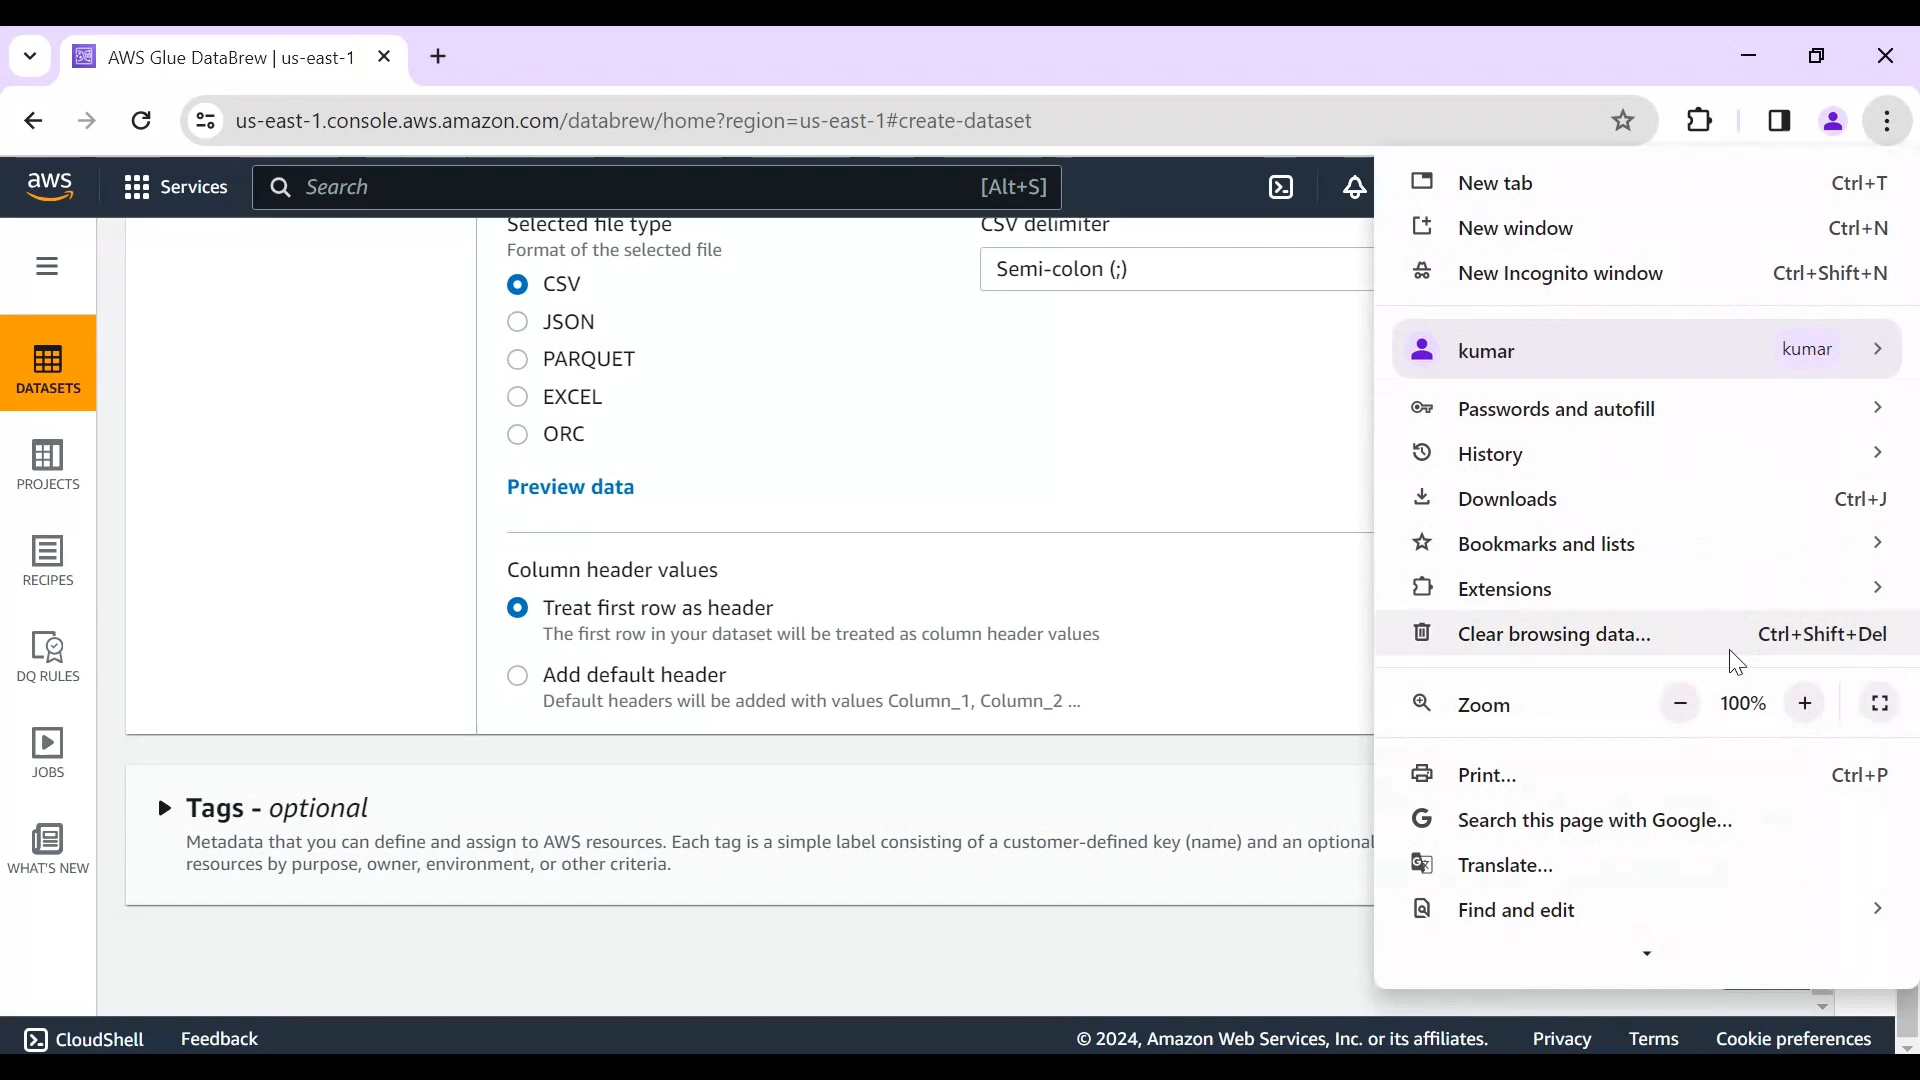 AWS Glue DataBrew | us-east-1
us-east-1.console.aws.amazon.com/databrew/home?region=us-east-1#create-dataset
aws
Services
Search
[Alt+S]
DATASETS
PROJECTS
RECIPES
DQ RULES
JOBS
WHAT'S NEW
Selected file type
Format of the selected file
CSV
JSON
PARQUET
EXCEL
ORC
CSV delimiter
Semi-colon (;)
Preview data
Column header values
Treat first row as header
The first row in your dataset will be treated as column header values
Add default header
Default headers will be added with values Column_1, Column_2 ...
Tags - optional
Metadata that you can define and assign to AWS resources. Each tag is a simple label consisting of a customer-defined key (name) and an optional
resources by purpose, owner, environment, or other criteria.
New tab Ctrl+T
New window Ctrl+N
New Incognito window Ctrl+Shift+N
kumar kumar
Passwords and autofill
History
Downloads Ctrl+J
Bookmarks and lists
Extensions
Clear browsing data... Ctrl+Shift+Del
Zoom − 100% +
Print... Ctrl+P
Search this page with Google...
Translate...
Find and edit
CloudShell
Feedback
© 2024, Amazon Web Services, Inc. or its affiliates.
Privacy
Terms
Cookie preferences